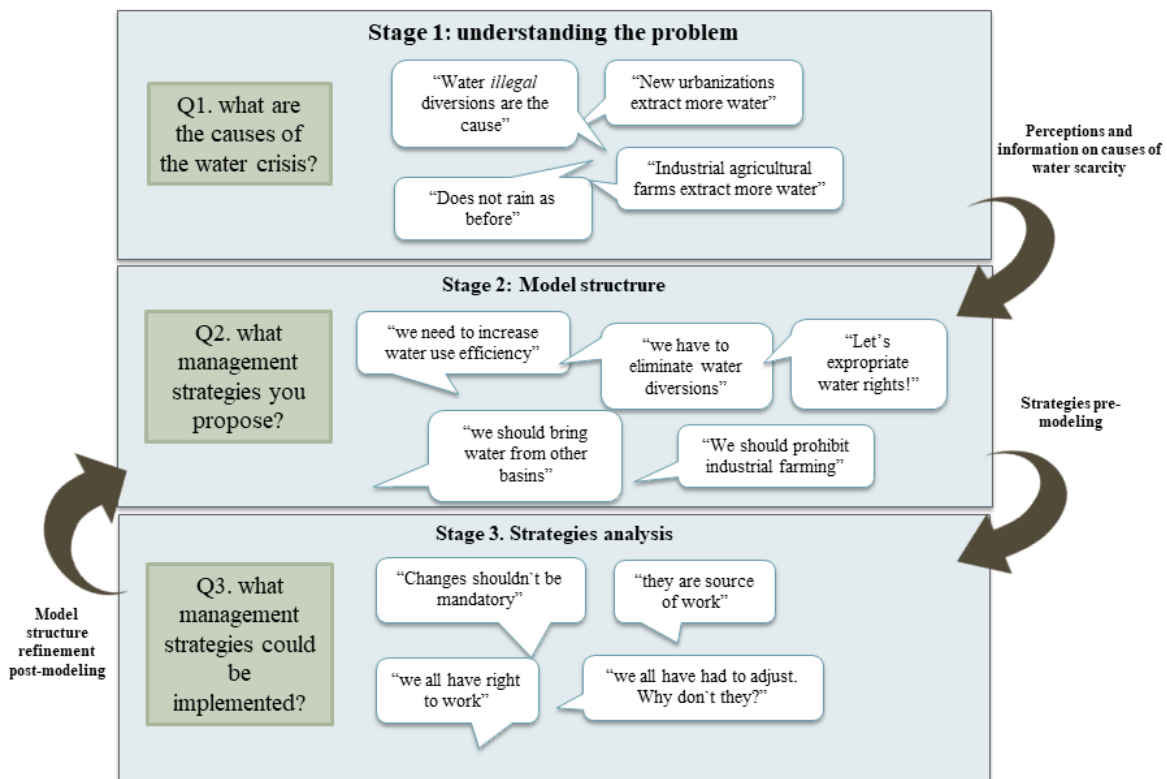 Stage 1: understanding the problem
Q1. what are
the causes of
the water crisis?
“Water illegal
diversions are the
cause”
“New urbanizations
extract more water”
“Does not rain as
before”
“Industrial agricultural
farms extract more water”
Perceptions and
information on causes of
water scarcity
Stage 2: Model structrure
Q2. what
management
strategies you
propose?
“we need to increase
water use efficiency”
“we have to
eliminate water
diversions”
“Let’s
expropriate
water rights!”
“we should bring
water from other
basins”
“We should prohibit
industrial farming”
Strategies pre-
modeling
Stage 3. Strategies analysis
Q3. what
management
strategies could
be
implemented?
“Changes shouldn`t be
mandatory”
“they are source
of work”
“we all have right
to work”
“we all have had to adjust.
Why don`t they?”
Model
structure
refinement
post-modeling